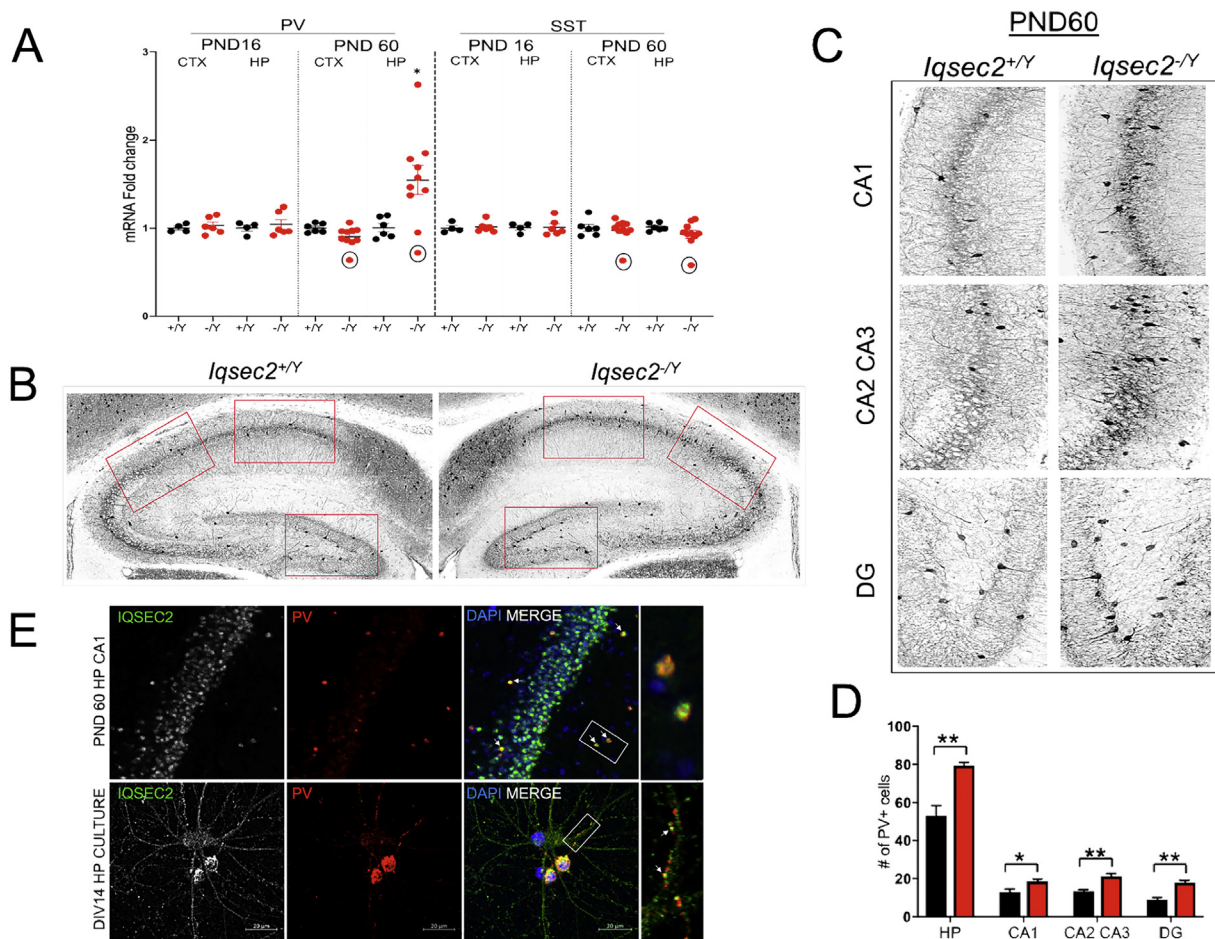 A
PV
SST
PND16
PND 60
PND 16
PND 60
CTX
HP
CTX
HP
CTX
HP
CTX
HP
*
mRNA Fold change
3
2
1
0
+/Y
-/Y
+/Y
-/Y
+/Y
-/Y
+/Y
-/Y
+/Y
-/Y
+/Y
-/Y
+/Y
-/Y
+/Y
-/Y
B
Iqsec2+/Y
Iqsec2-/Y
C
PND60
Iqsec2+/Y
Iqsec2-/Y
CA1
CA2 CA3
DG
D
# of PV+ cells
100
80
60
40
20
0
**
*
**
**
HP
CA1
CA2 CA3
DG
E
PND 60 HP CA1
IQSEC2
PV
DAPI MERGE
DIV14 HP CULTURE
IQSEC2
PV
DAPI MERGE
20 µm
20 µm
20 µm